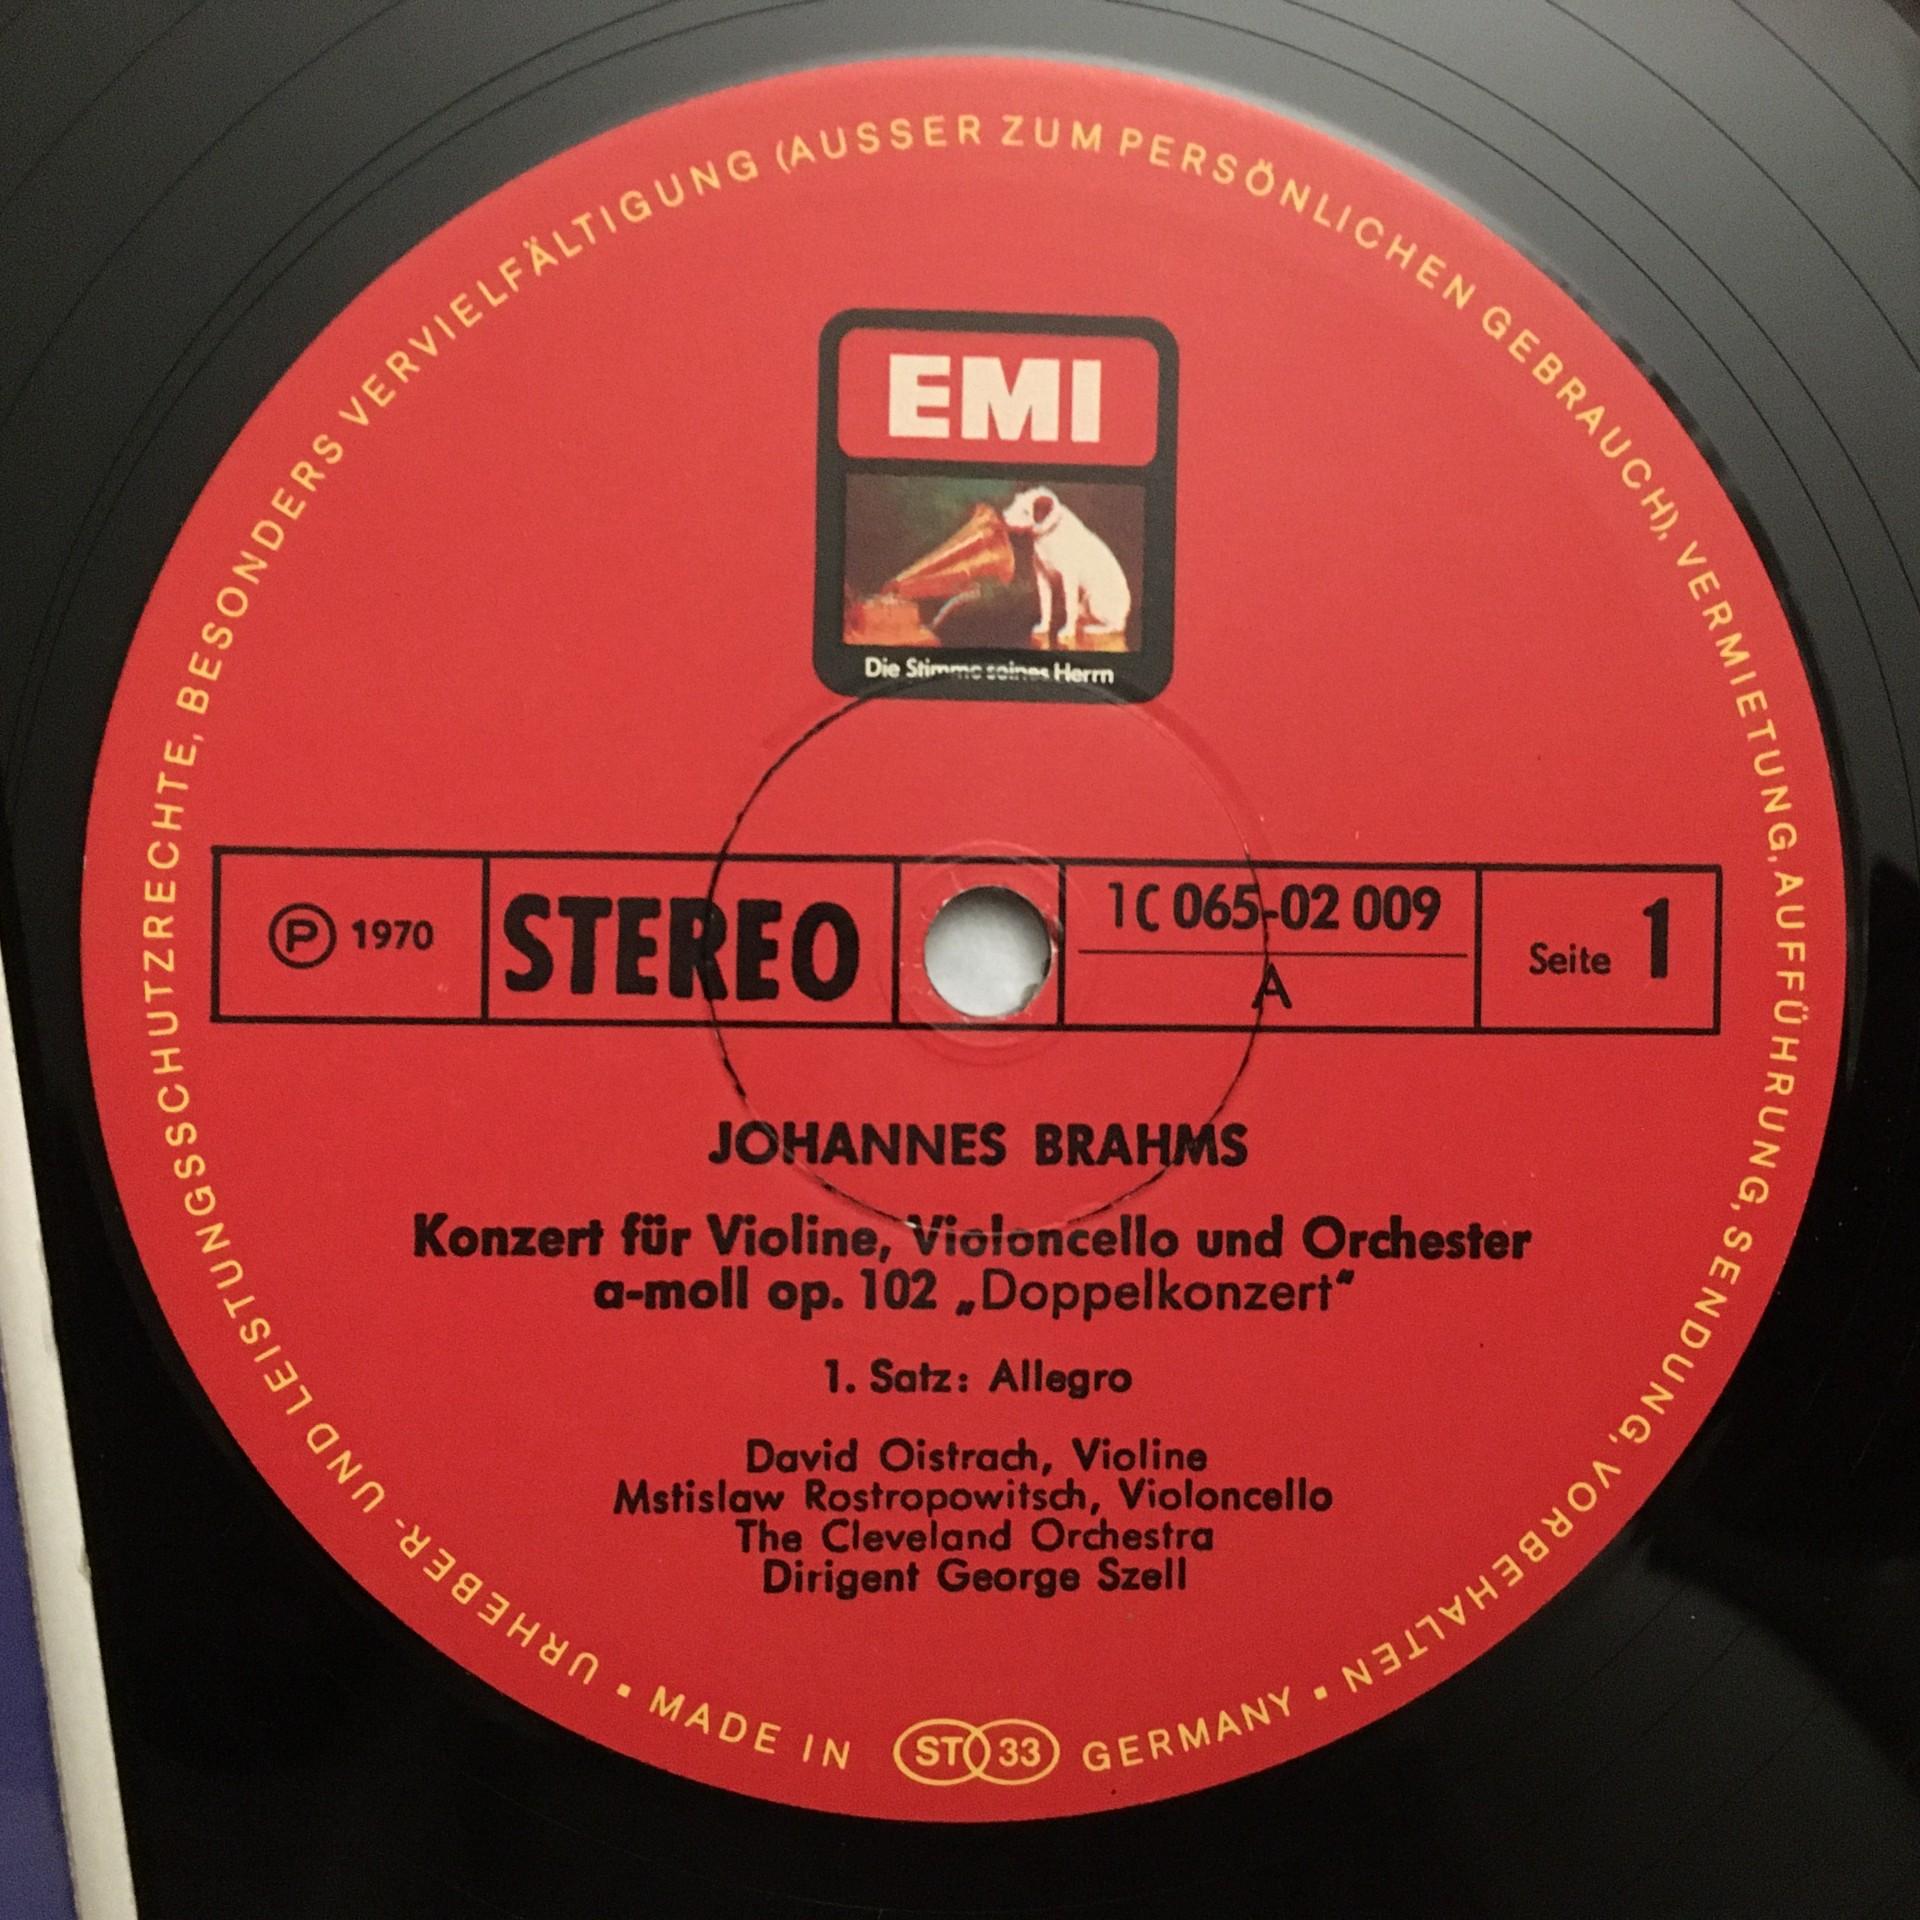 EMI
Die Stimme seines Herrn
Ⓟ 1970
STEREO
1C 065-02 009
A
Seite 1
JOHANNES BRAHMS
Konzert für Violine, Violoncello und Orchester
a-moll op. 102 „Doppelkonzert“
1. Satz: Allegro
David Oistrach, Violine
Mstislaw Rostropowitsch, Violoncello
The Cleveland Orchestra
Dirigent George Szell
URHEBER- UND LEISTUNGSSCHUTZRECHTE, BESONDERS VERVIELFÄLTIGUNG (AUSSER ZUM PERSÖNLICHEN GEBRAUCH), VERMIETUNG, AUFFÜHRUNG, SENDUNG, VORBEHALTEN
▪ MADE IN ST 33 GERMANY ▪